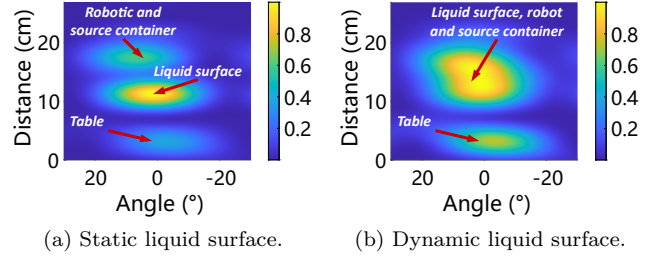 Robotic and
source container
Liquid surface
Table
Distance (cm)
20
10
0
20
0
-20
Angle (°)
0.8
0.6
0.4
0.2
(a) Static liquid surface.
Liquid surface, robot
and source container
Table
Distance (cm)
20
10
0
20
0
-20
Angle (°)
0.8
0.6
0.4
0.2
(b) Dynamic liquid surface.